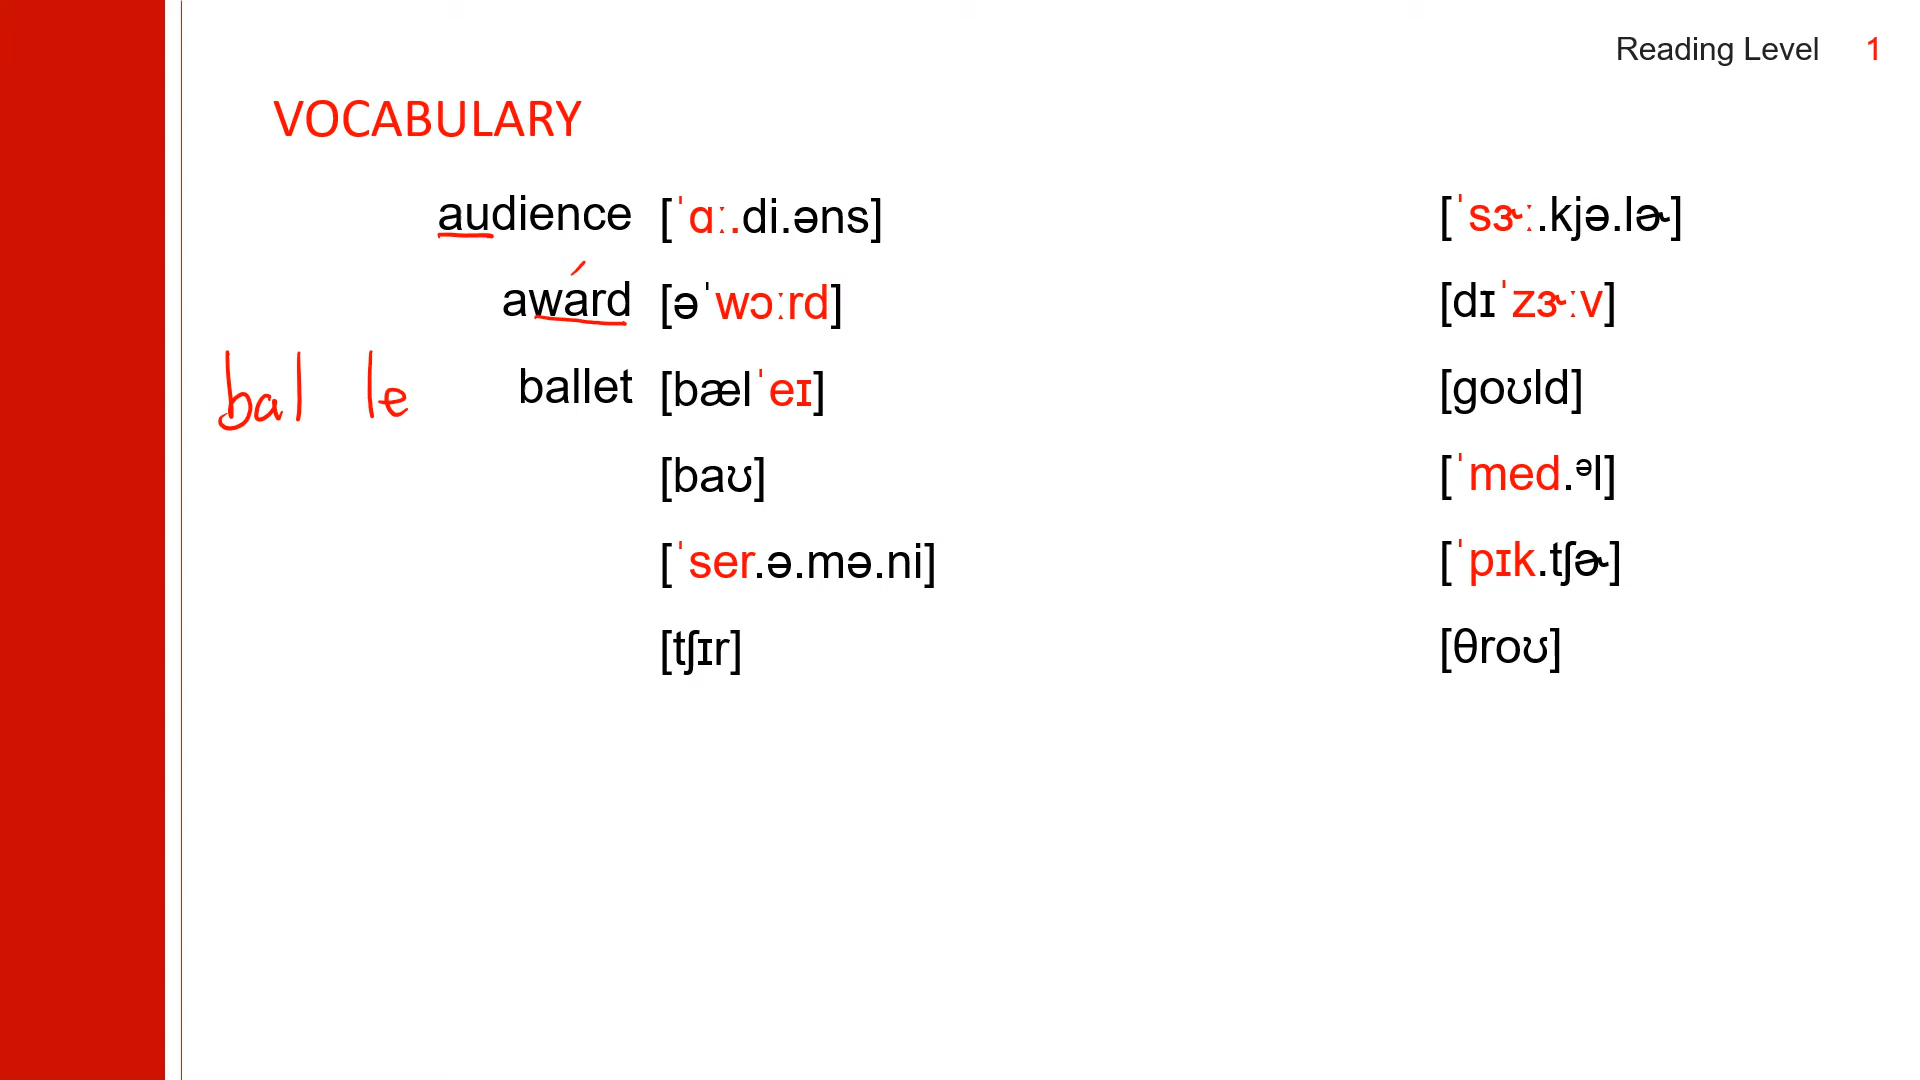 Reading Level 1
VOCABULARY
audience [ˈɑː.di.əns]
award [əˈwɔːrd]
bal le
ballet [bælˈeɪ]
[baʊ]
[ˈser.ə.mə.ni]
[tʃɪr]
[ˈsɝː.kjə.lɚ]
[dɪˈzɝːv]
[goʊld]
[ˈmed.ᵊl]
[ˈpɪk.tʃɚ]
[θroʊ]